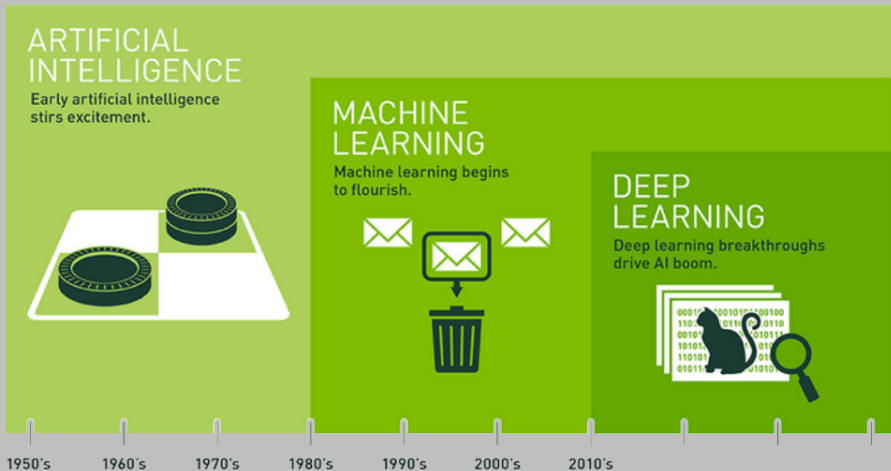 ARTIFICIAL
INTELLIGENCE
Early artificial intelligence
stirs excitement.
MACHINE
LEARNING
Machine learning begins
to flourish.
DEEP
LEARNING
Deep learning breakthroughs
drive AI boom.
1950's 1960's 1970's 1980's 1990's 2000's 2010's